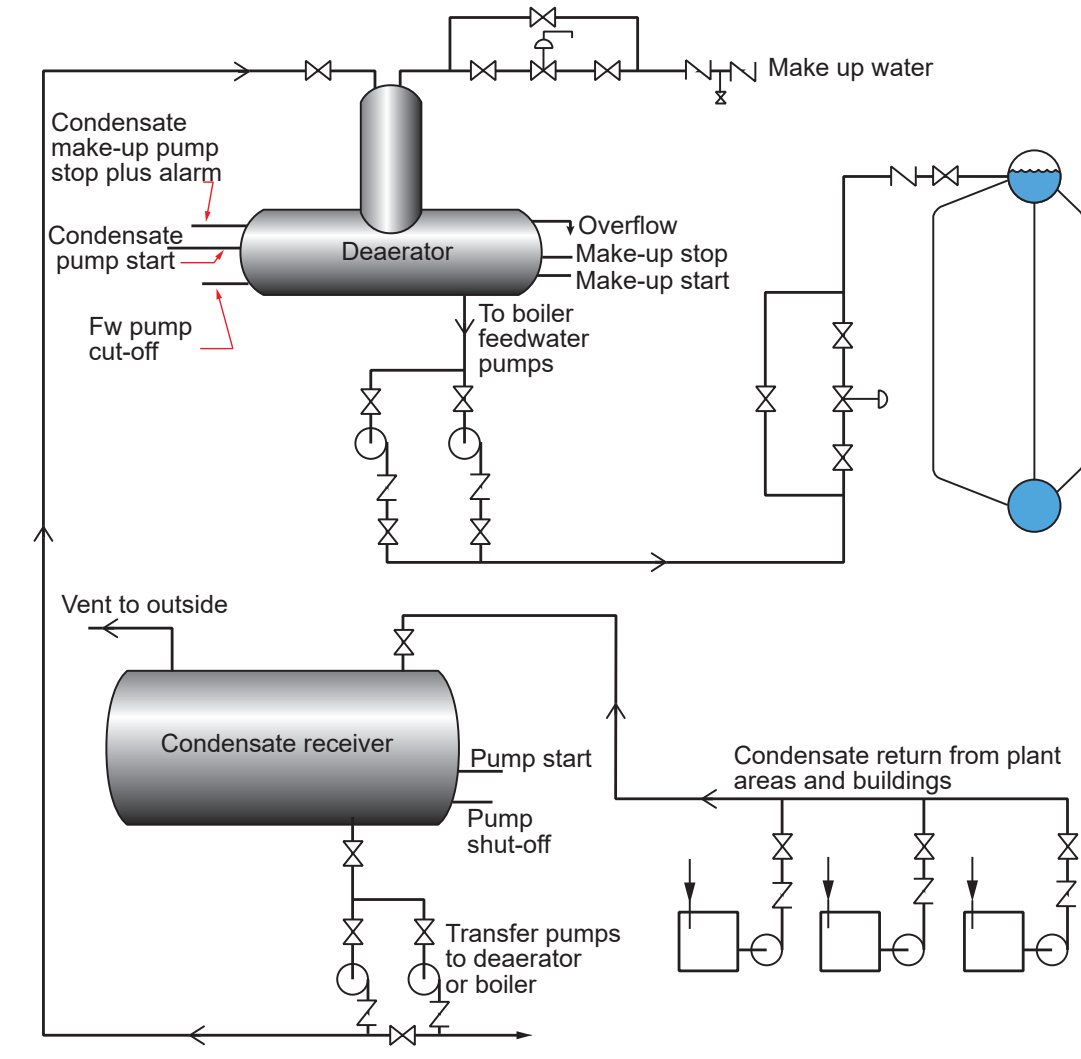 Make up water
Condensate
make-up pump
stop plus alarm
Condensate
pump start
Fw pump
cut-off
Deaerator
Overflow
Make-up stop
Make-up start
To boiler
feedwater
pumps
Vent to outside
Condensate receiver
Pump start
Pump
shut-off
Condensate return from plant
areas and buildings
Transfer pumps
to deaerator
or boiler